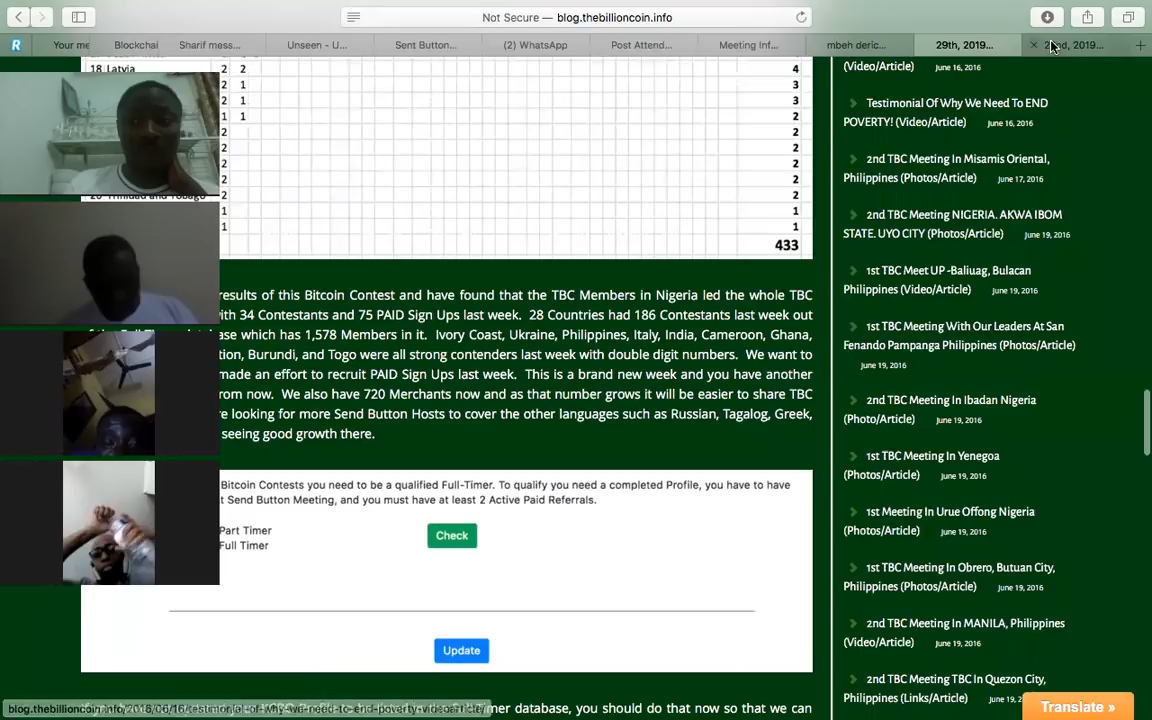 Not Secure — blog.thebillioncoin.info
R
Your me
Blockchai
Sharif mess...
Unseen - U...
Sent Button...
(2) WhatsApp
Post Attend...
Meeting Inf...
mbeh deric...
29th, 2019...
2nd, 2019...
18 Latvia 2 2 4
2 1 3
2 1 3
1 1 2
2 2
2 2
2 2
2 2
Trinidad and Tobago 2 2
1 1
1 1
433
results of this Bitcoin Contest and have found that the TBC Members in Nigeria led the whole TBC
ith 34 Contestants and 75 PAID Sign Ups last week. 28 Countries had 186 Contestants last week out
ase which has 1,578 Members in it. Ivory Coast, Ukraine, Philippines, Italy, India, Cameroon, Ghana,
tion, Burundi, and Togo were all strong contenders last week with double digit numbers. We want to
made an effort to recruit PAID Sign Ups last week. This is a brand new week and you have another
rom now. We also have 720 Merchants now and as that number grows it will be easier to share TBC
e looking for more Send Button Hosts to cover the other languages such as Russian, Tagalog, Greek,
seeing good growth there.
Bitcoin Contests you need to be a qualified Full-Timer. To qualify you need a completed Profile, you have to have
t Send Button Meeting, and you must have at least 2 Active Paid Referrals.
Part Timer
Full Timer
Check
Update
mer database, you should do that now so that we can
(Video/Article) June 16, 2016
Testimonial Of Why We Need To END
POVERTY! (Video/Article) June 16, 2016
2nd TBC Meeting In Misamis Oriental,
Philippines (Photos/Article) June 17, 2016
2nd TBC Meeting NIGERIA. AKWA IBOM
STATE. UYO CITY (Photos/Article) June 19, 2016
1st TBC Meet UP -Baliuag, Bulacan
Philippines (Video/Article) June 19, 2016
1st TBC Meeting With Our Leaders At San
Fenando Pampanga Philippines (Photos/Article)
June 19, 2016
2nd TBC Meeting In Ibadan Nigeria
(Photo/Article) June 19, 2016
1st TBC Meeting In Yenegoa
(Photos/Article) June 19, 2016
1st Meeting In Urue Offong Nigeria
(Photo/Article) June 19, 2016
1st TBC Meeting In Obrero, Butuan City,
Philippines (Photos/Article) June 19, 2016
2nd TBC Meeting In MANILA, Philippines
(Video/Article) June 19, 2016
2nd TBC Meeting TBC In Quezon City,
Philippines (Links/Article) June 19, 2
Translate »